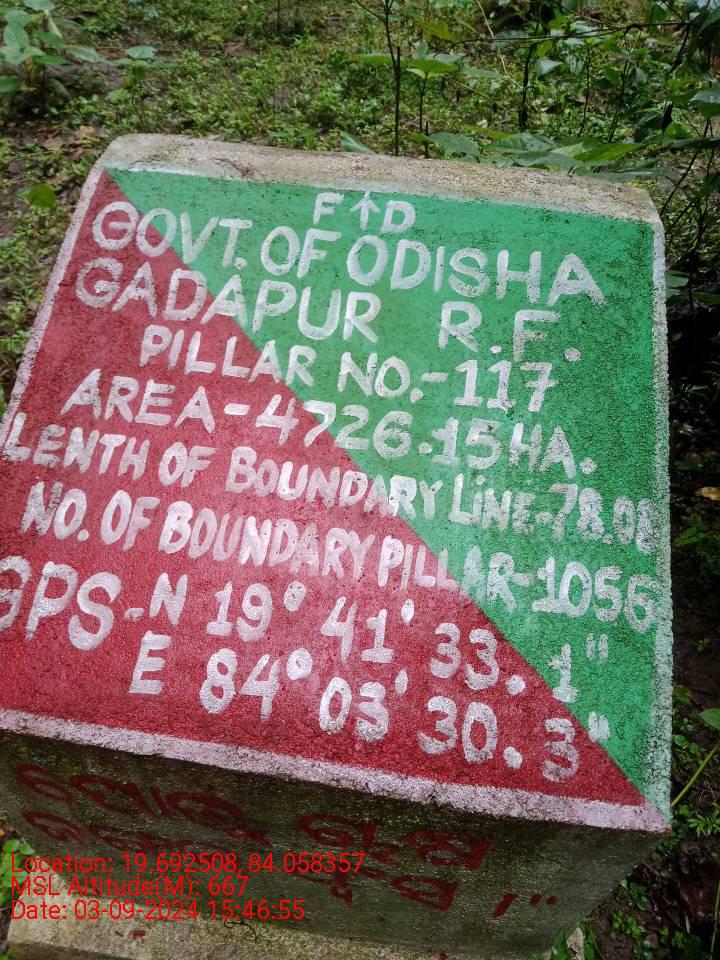 F↑D
GOVT. OF ODISHA
GADAPUR R.F.
PILLAR NO.-117
AREA-4726.15HA.
LENTH OF BOUNDARY LINE-78.08
NO. OF BOUNDARY PILLAR-1056
GPS-N 19° 41' 33.1"
E 84° 03' 30.3"
Location: 19.692508,84.058357
MSL Altitude(M): 667
Date: 03-09-2024 15:46:55